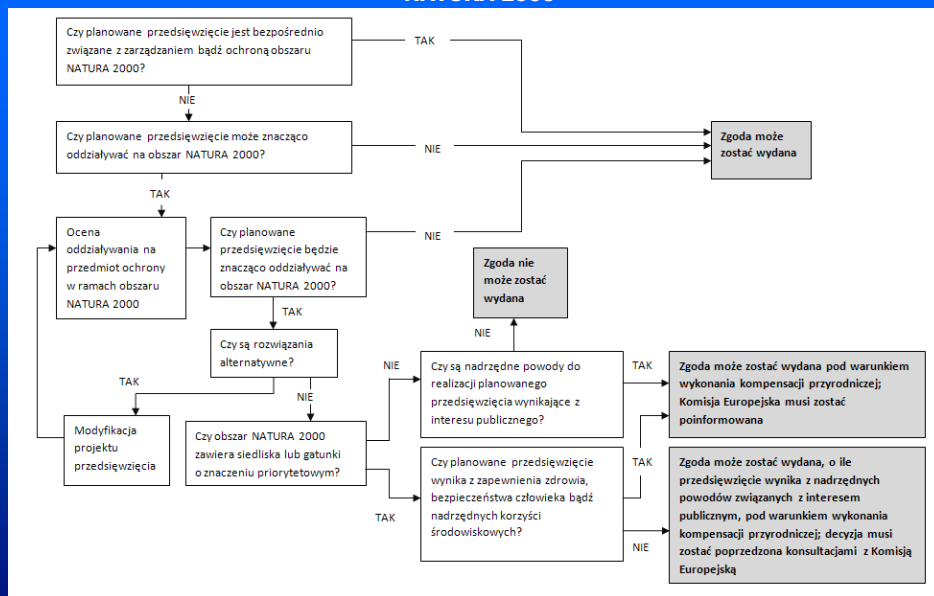 Czy planowane przedsięwzięcie jest bezpośrednio
związane z zarządzaniem bądź ochroną obszaru
NATURA 2000?
TAK
NIE
Czy planowane przedsięwzięcie może znacząco
oddziaływać na obszar NATURA 2000?
NIE
Zgoda może
zostać wydana
TAK
Ocena
oddziaływania na
przedmiot ochrony
w ramach obszaru
NATURA 2000
Czy planowane
przedsięwzięcie będzie
znacząco oddziaływać na
obszar NATURA 2000?
NIE
Zgoda nie
może zostać
wydana
TAK
Czy są rozwiązania
alternatywne?
NIE
TAK
NIE
Modyfikacja
projektu
przedsięwzięcia
Czy obszar NATURA 2000
zawiera siedliska lub gatunki
o znaczeniu priorytetowym?
NIE
Czy są nadrzędne powody do
realizacji planowanego
przedsięwzięcia wynikające z
interesu publicznego?
TAK
Zgoda może zostać wydana pod warunkiem
wykonania kompensacji przyrodniczej;
Komisja Europejska musi zostać
poinformowana
TAK
Czy planowane przedsięwzięcie
wynika z zapewnienia zdrowia,
bezpieczeństwa człowieka bądź
nadrzędnych korzyści
środowiskowych?
TAK
NIE
Zgoda może zostać wydana, o ile
przedsięwzięcie wynika z nadrzędnych
powodów związanych z interesem
publicznym, pod warunkiem wykonania
kompensacji przyrodniczej; decyzja musi
zostać poprzedzona konsultacjami z Komisją
Europejską